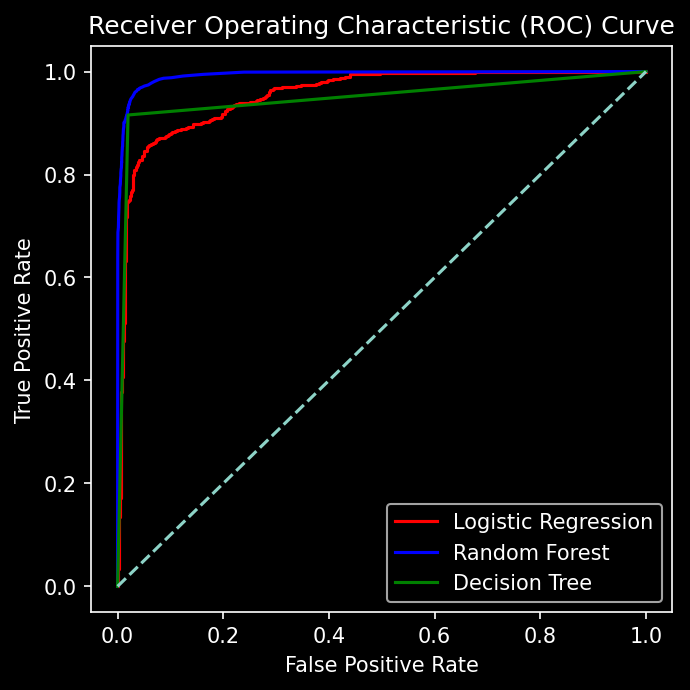 Receiver Operating Characteristic (ROC) Curve
1.0
0.8
0.6
0.4
0.2
0.0
True Positive Rate
Logistic Regression
Random Forest
Decision Tree
0.0 0.2 0.4 0.6 0.8 1.0
False Positive Rate